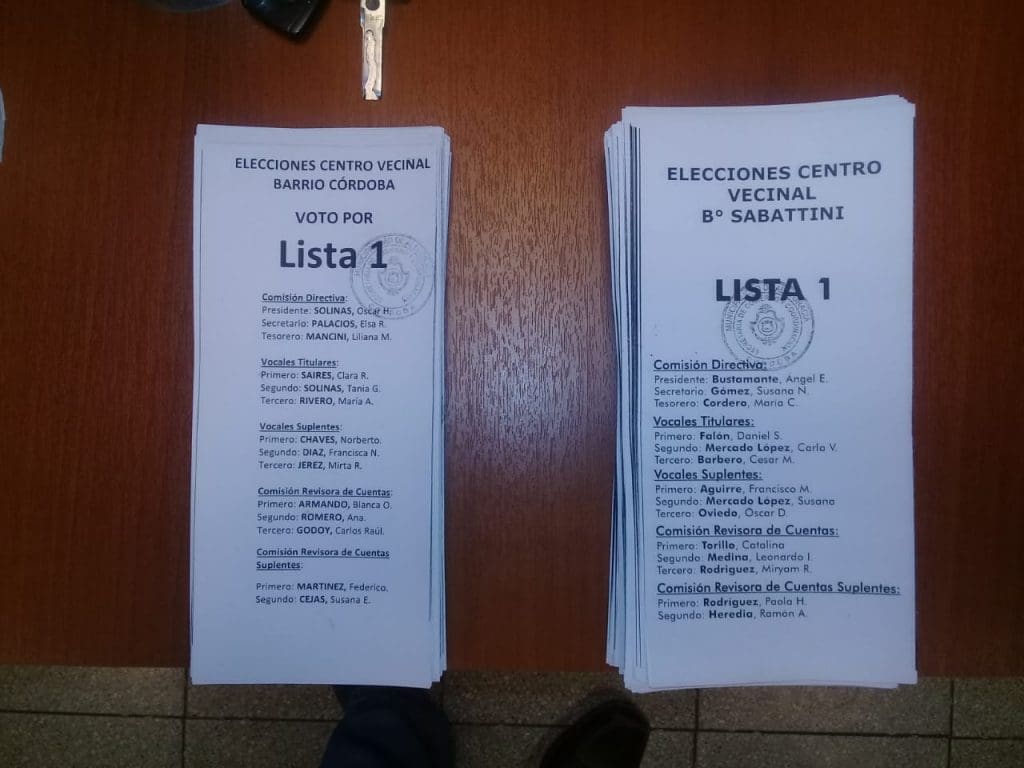 ELECCIONES CENTRO VECINAL
BARRIO CÓRDOBA
VOTO POR
Lista 1
Comisión Directiva:
Presidente: SOLINAS, Oscar H.
Secretario: PALACIOS, Elsa R.
Tesorero: MANCINI, Liliana M.
Vocales Titulares:
Primero: SAIRES, Clara R.
Segundo: SOLINAS, Tania G.
Tercero: RIVERO, María A.
Vocales Suplentes:
Primero: CHAVES, Norberto.
Segundo: DIAZ, Francisca N.
Tercero: JEREZ, Mirta R.
Comisión Revisora de Cuentas:
Primero: ARMANDO, Blanca O.
Segundo: ROMERO, Ana.
Tercero: GODOY, Carlos Raúl.
Comisión Revisora de Cuentas
Suplentes:
Primero: MARTINEZ, Federico.
Segundo: CEJAS, Susana E.
ELECCIONES CENTRO
VECINAL
B° SABATTINI
LISTA 1
Comisión Directiva:
Presidente: Bustamante, Angel E.
Secretario: Gómez, Susana N.
Tesorero: Cordero, María C.
Vocales Titulares:
Primero: Falón, Daniel S.
Segundo: Mercado López, Carla V.
Tercero: Barbero, Cesar M.
Vocales Suplentes:
Primero: Aguirre, Francisco M.
Segundo: Mercado López, Susana
Tercero: Oviedo, Oscar D.
Comisión Revisora de Cuentas:
Primero: Torillo, Catalina
Segundo: Medina, Leonardo I.
Tercero: Rodriguez, Miryam R.
Comisión Revisora de Cuentas Suplentes:
Primero: Rodríguez, Paola H.
Segundo: Heredia, Ramón A.